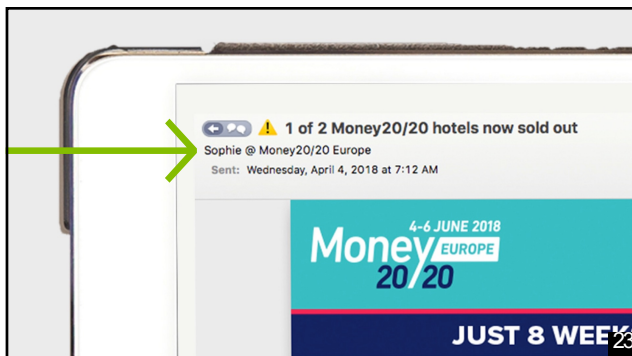 1 of 2 Money20/20 hotels now sold out
Sophie @ Money20/20 Europe
Sent: Wednesday, April 4, 2018 at 7:12 AM
4-6 JUNE 2018
Money
EUROPE
20/20
JUST 8 WEEK
23